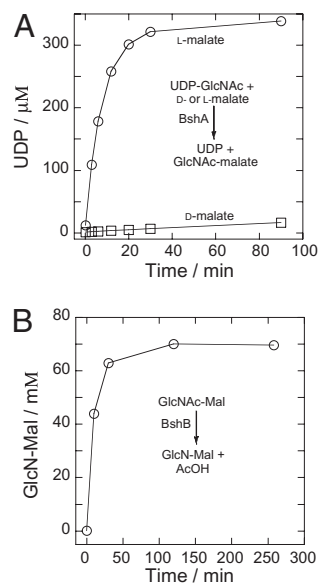 A
UDP / µM
300
200
100
0
L-malate
UDP-GlcNAc +
D- or L-malate
BshA
UDP +
GlcNAc-malate
D-malate
0 20 40 60 80 100
Time / min
B
GlcN-Mal / mM
80
60
40
20
0
GlcNAc-Mal
BshB
GlcN-Mal +
AcOH
0 50 100 150 200 250 300
Time / min